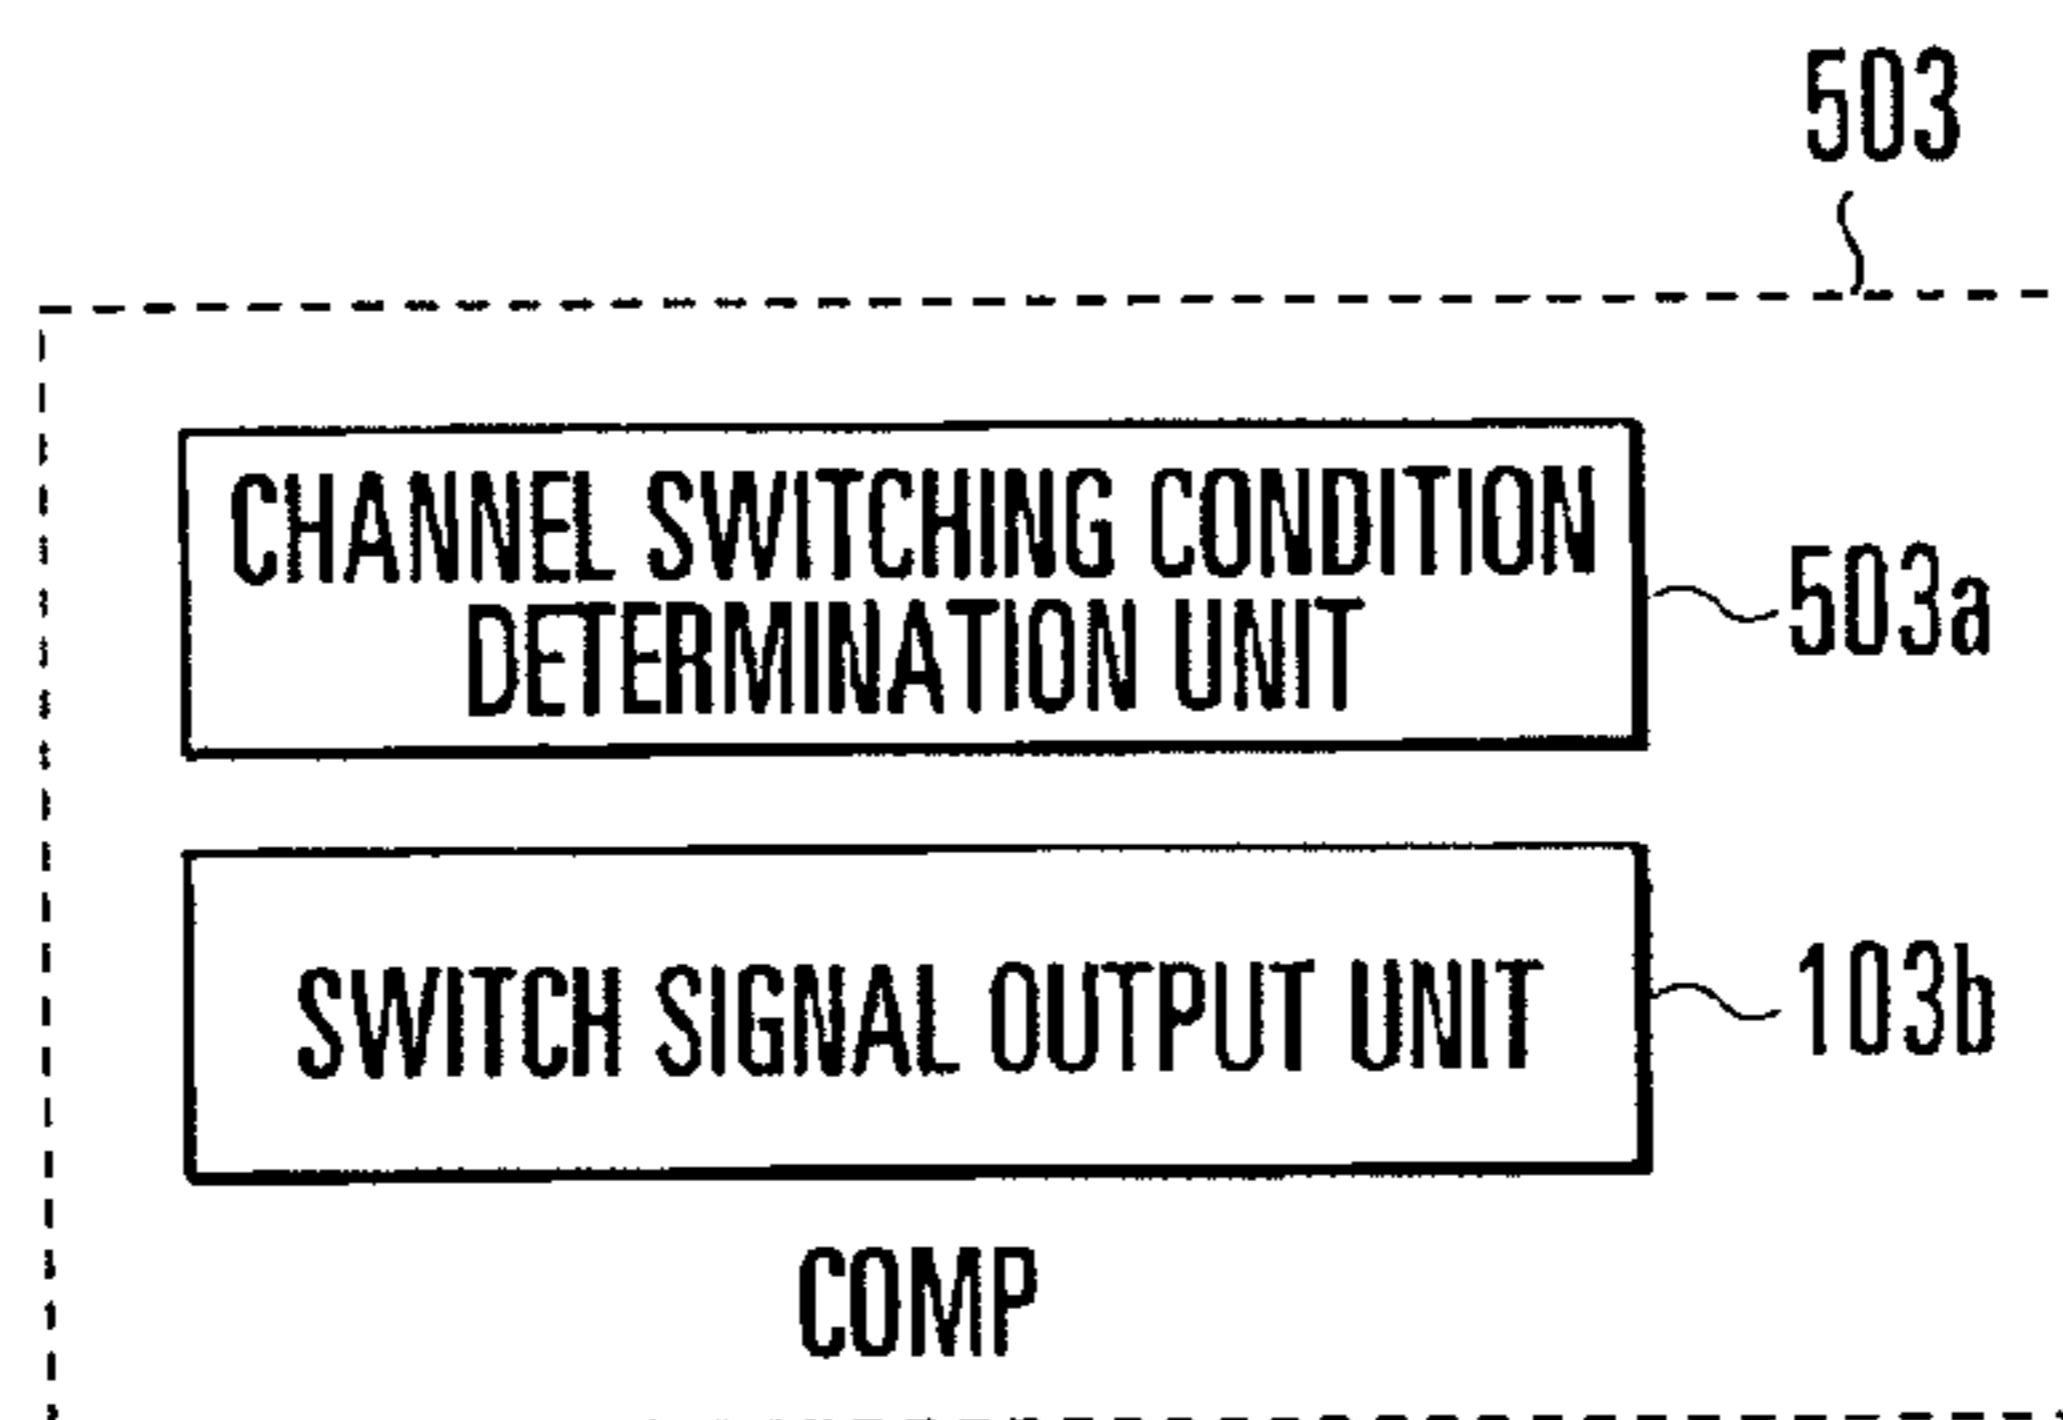 503
CHANNEL SWITCHING CONDITION
DETERMINATION UNIT
503a
SWITCH SIGNAL OUTPUT UNIT
103b
COMP